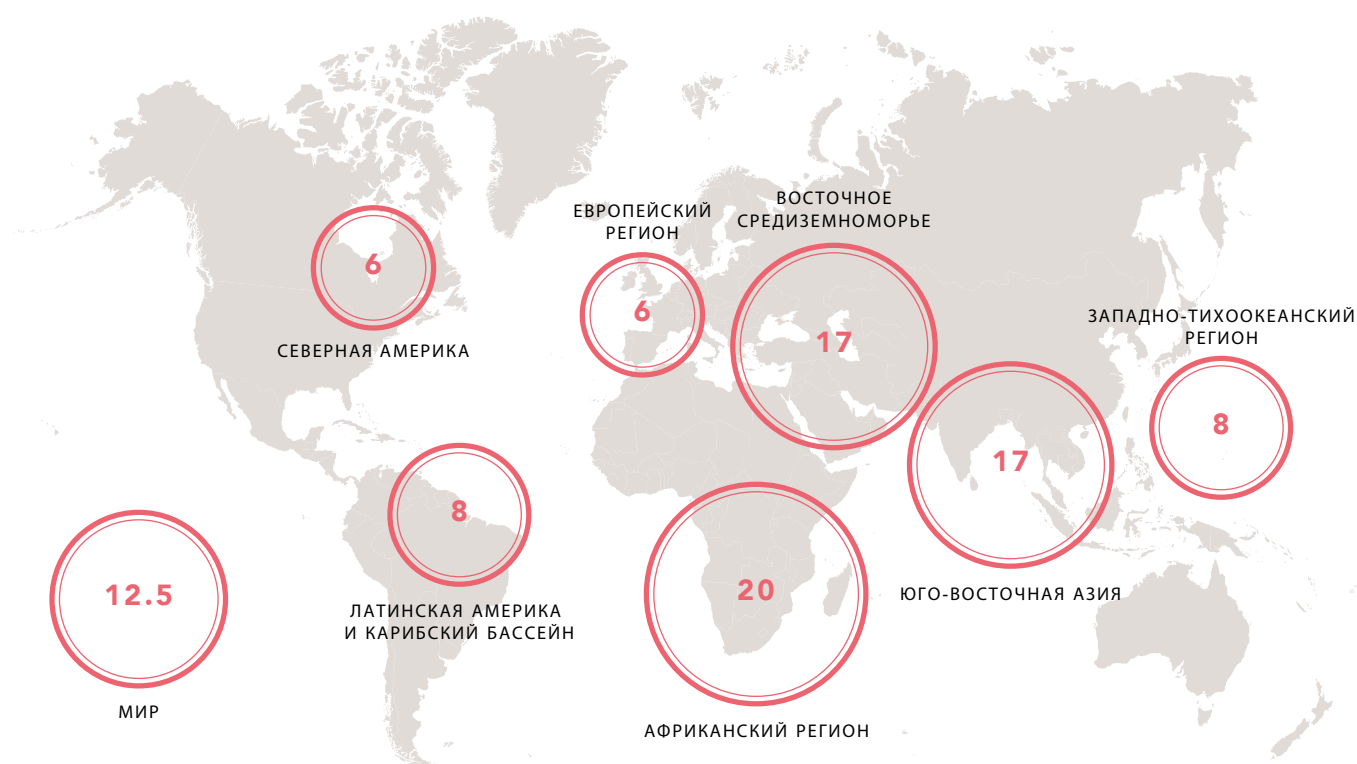 ЕВРОПЕЙСКИЙ
РЕГИОН
6
ВОСТОЧНОЕ
СРЕДИЗЕМНОМОРЬЕ
17
6
СЕВЕРНАЯ АМЕРИКА
ЗАПАДНО-ТИХООКЕАНСКИЙ
РЕГИОН
8
17
ЮГО-ВОСТОЧНАЯ АЗИЯ
8
ЛАТИНСКАЯ АМЕРИКА
И КАРИБСКИЙ БАССЕЙН
20
АФРИКАНСКИЙ РЕГИОН
12.5
МИР